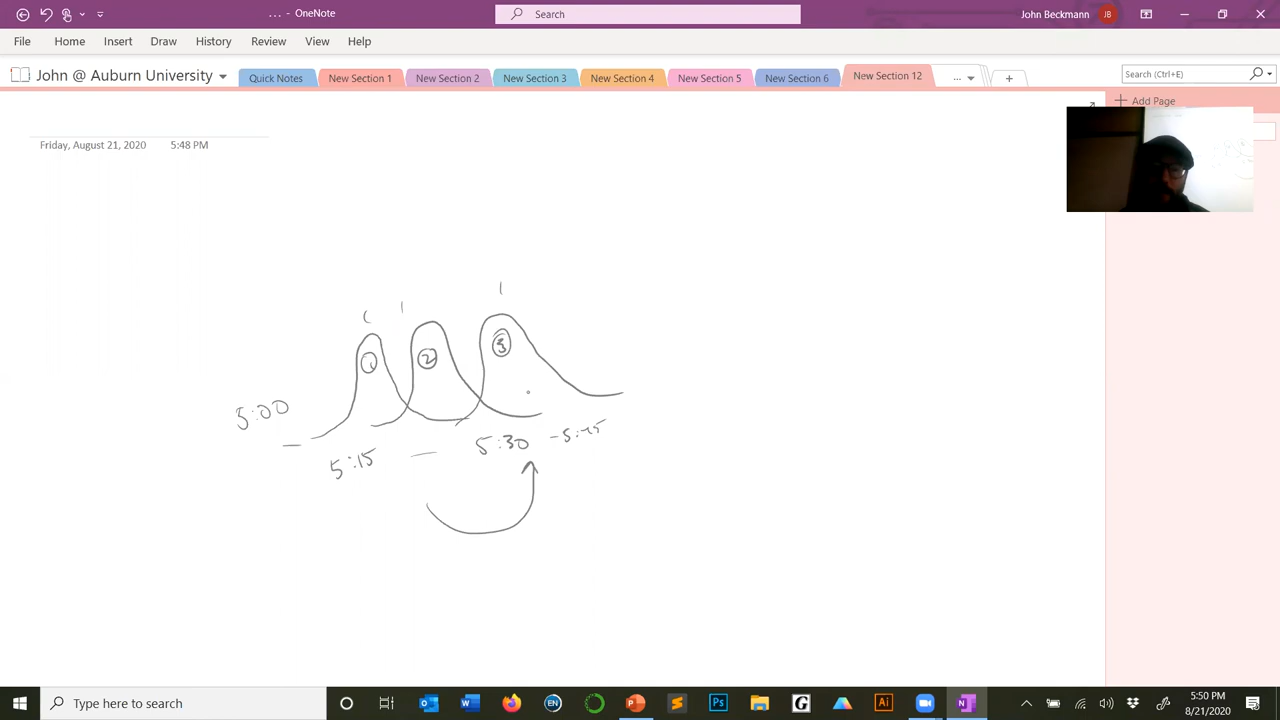 ... - OneNote
Search
John Beckmann
JB
File Home Insert Draw History Review View Help
John @ Auburn University
Quick Notes
New Section 1
New Section 2
New Section 3
New Section 4
New Section 5
New Section 6
New Section 12
...
Search (Ctrl+E)
Add Page
Friday, August 21, 2020 5:48 PM
1 2 3
5:00
5:15 — 5:30 - 5:45
Type here to search
5:50 PM
8/21/2020